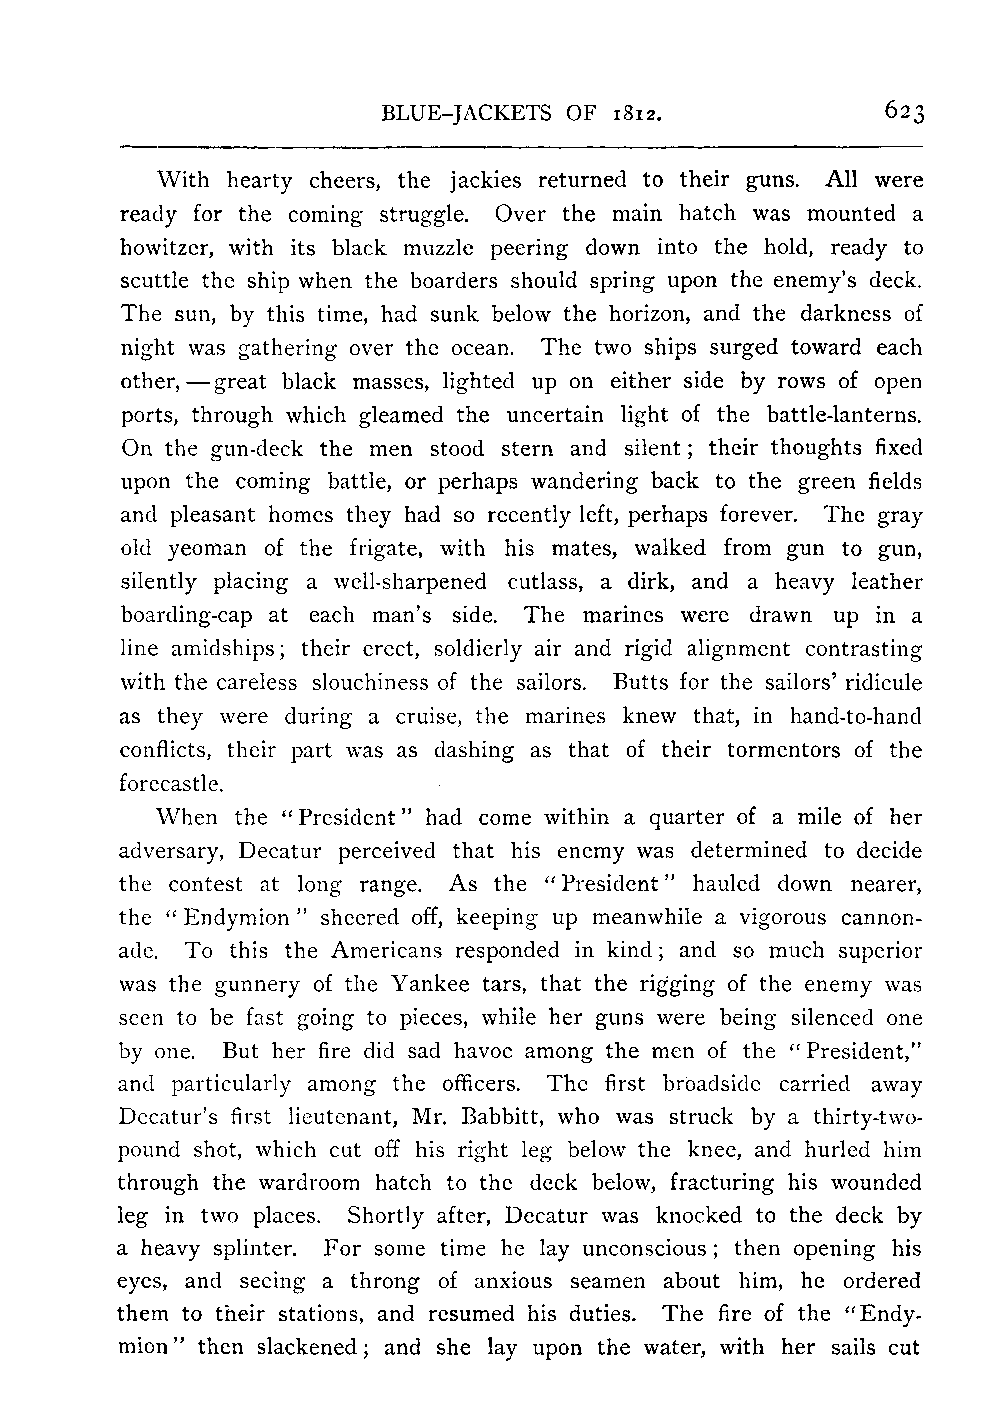 BLUE-JACKETS OF 1812. 623
With hearty cheers, the jackies returned to their guns. All were
ready for the coming struggle. Over the main hatch was mounted a
howitzer, with its black muzzle peering down into the hold, ready to
scuttle the ship when the boarders should spring upon the enemy's deck.
The sun, by this time, had sunk below the horizon, and the darkness of
night was gathering over the ocean. The two ships surged toward each
other, — great black masses, lighted up on either side by rows of open
ports, through which gleamed the uncertain light of the battle-lanterns.
On the gun-deck the men stood stern and silent; their thoughts fixed
upon the coming battle, or perhaps wandering back to the green fields
and pleasant homes they had so recently left, perhaps forever. The gray
old yeoman of the frigate, with his mates, walked from gun to gun,
silently placing a well-sharpened cutlass, a dirk, and a heavy leather
boarding-cap at each man's side. The marines were drawn up in a
line amidships; their erect, soldierly air and rigid alignment contrasting
with the careless slouchiness of the sailors. Butts for the sailors' ridicule
as they were during a cruise, the marines knew that, in hand-to-hand
conflicts, their part was as dashing as that of their tormentors of the
forecastle.
When the "President" had come within a quarter of a mile of her
adversary, Decatur perceived that his enemy was determined to decide
the contest at long range. As the "President" hauled down nearer,
the "Endymion" sheered off, keeping up meanwhile a vigorous cannon-
ade. To this the Americans responded in kind; and so much superior
was the gunnery of the Yankee tars, that the rigging of the enemy was
seen to be fast going to pieces, while her guns were being silenced one
by one. But her fire did sad havoc among the men of the "President,"
and particularly among the officers. The first broadside carried away
Decatur's first lieutenant, Mr. Babbitt, who was struck by a thirty-two-
pound shot, which cut off his right leg below the knee, and hurled him
through the wardroom hatch to the deck below, fracturing his wounded
leg in two places. Shortly after, Decatur was knocked to the deck by
a heavy splinter. For some time he lay unconscious; then opening his
eyes, and seeing a throng of anxious seamen about him, he ordered
them to their stations, and resumed his duties. The fire of the "Endy-
mion" then slackened; and she lay upon the water, with her sails cut